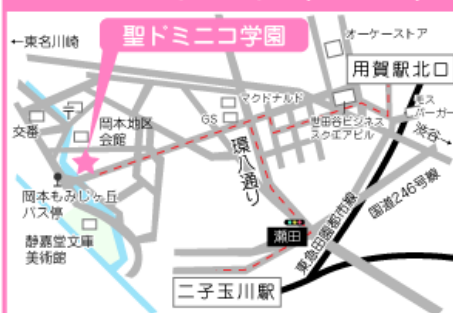 ←東名川崎
聖ドミニコ学園
オーケーストア
用賀駅北口
マクドナルド
モス
バーガー
渋谷→
交番
〒
岡本地区
会館
GS
世田谷ビジネス
スクエアビル
環八通り
岡本もみじヶ丘
バス停
静嘉堂文庫
美術館
瀬田
東急田園都市線
国道246号線
二子玉川駅